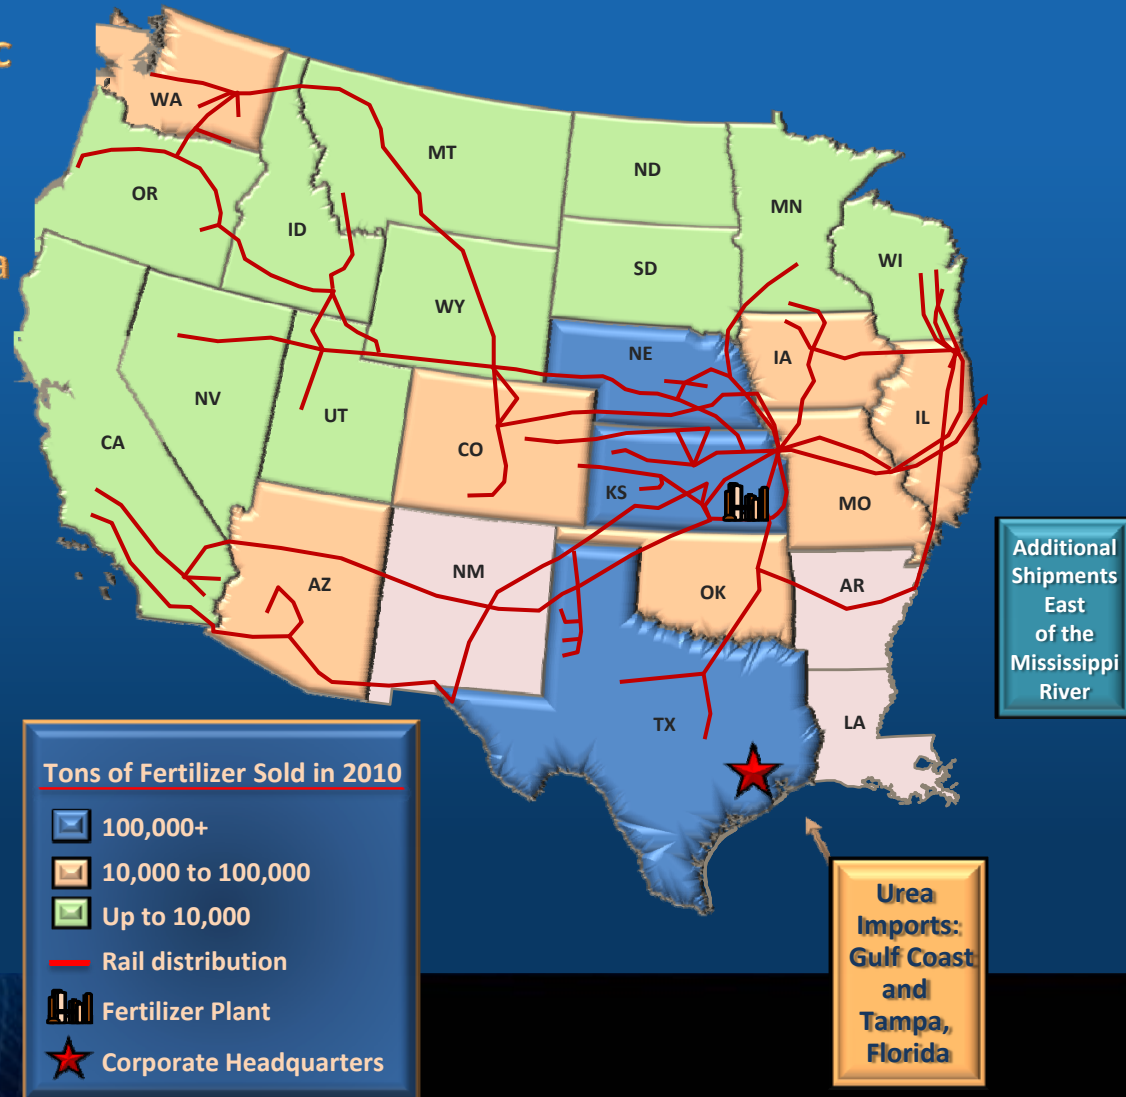 c
a
WA
MT
ND
MN
OR
ID
WI
SD
WY
NE
IA
NV
UT
IL
CA
CO
KS
MO
AZ
NM
OK
AR
TX
LA
Additional
Shipments
East
of the
Mississippi
River
Tons of Fertilizer Sold in 2010
100,000+
10,000 to 100,000
Up to 10,000
Rail distribution
Fertilizer Plant
Corporate Headquarters
Urea
Imports:
Gulf Coast
and
Tampa,
Florida